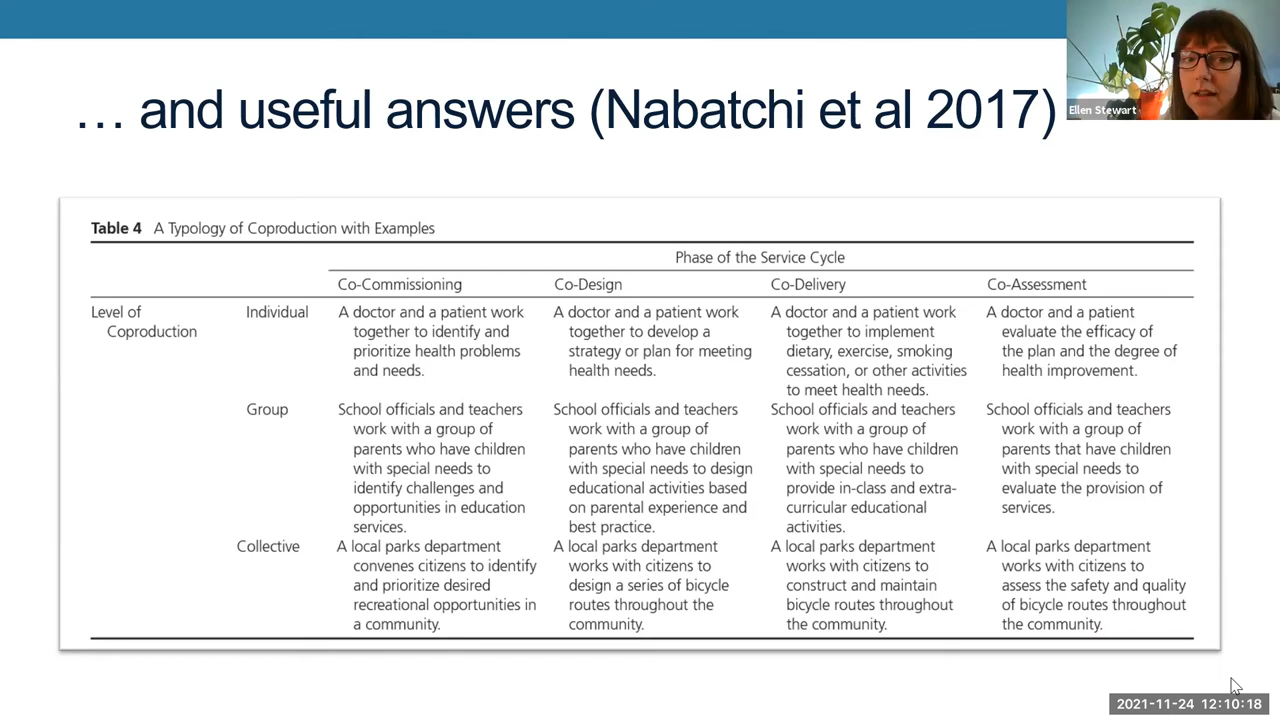 … and useful answers (Nabatchi et al 2017)
Ellen Stewart
Table 4 A Typology of Coproduction with Examples
Phase of the Service Cycle
Co-Commissioning
Co-Design
Co-Delivery
Co-Assessment
Level of
Coproduction
Individual
A doctor and a patient work
together to identify and
prioritize health problems
and needs.
A doctor and a patient work
together to develop a
strategy or plan for meeting
health needs.
A doctor and a patient work
together to implement
dietary, exercise, smoking
cessation, or other activities
to meet health needs.
A doctor and a patient
evaluate the efficacy of
the plan and the degree of
health improvement.
Group
School officials and teachers
work with a group of
parents who have children
with special needs to
identify challenges and
opportunities in education
services.
School officials and teachers
work with a group of
parents who have children
with special needs to design
educational activities based
on parental experience and
best practice.
School officials and teachers
work with a group of
parents who have children
with special needs to
provide in-class and extra-
curricular educational
activities.
School officials and teachers
work with a group of
parents that have children
with special needs to
evaluate the provision of
services.
Collective
A local parks department
convenes citizens to identify
and prioritize desired
recreational opportunities in
a community.
A local parks department
works with citizens to
design a series of bicycle
routes throughout the
community.
A local parks department
works with citizens to
construct and maintain
bicycle routes throughout
the community.
A local parks department
works with citizens to
assess the safety and quality
of bicycle routes throughout
the community.
2021-11-24 12:10:18